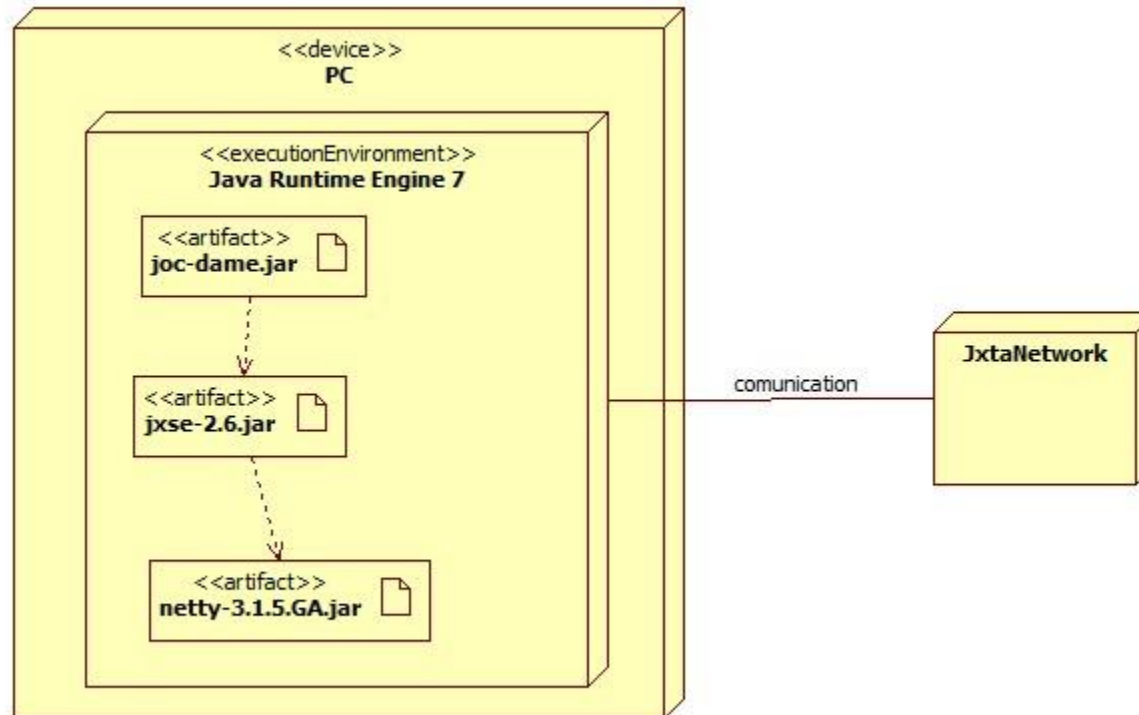 <<device>>
PC
<<executionEnvironment>>
Java Runtime Engine 7
<<artifact>>
joc-dame.jar
<<artifact>>
jxse-2.6.jar
<<artifact>>
netty-3.1.5.GA.jar
comunication
JxtaNetwork